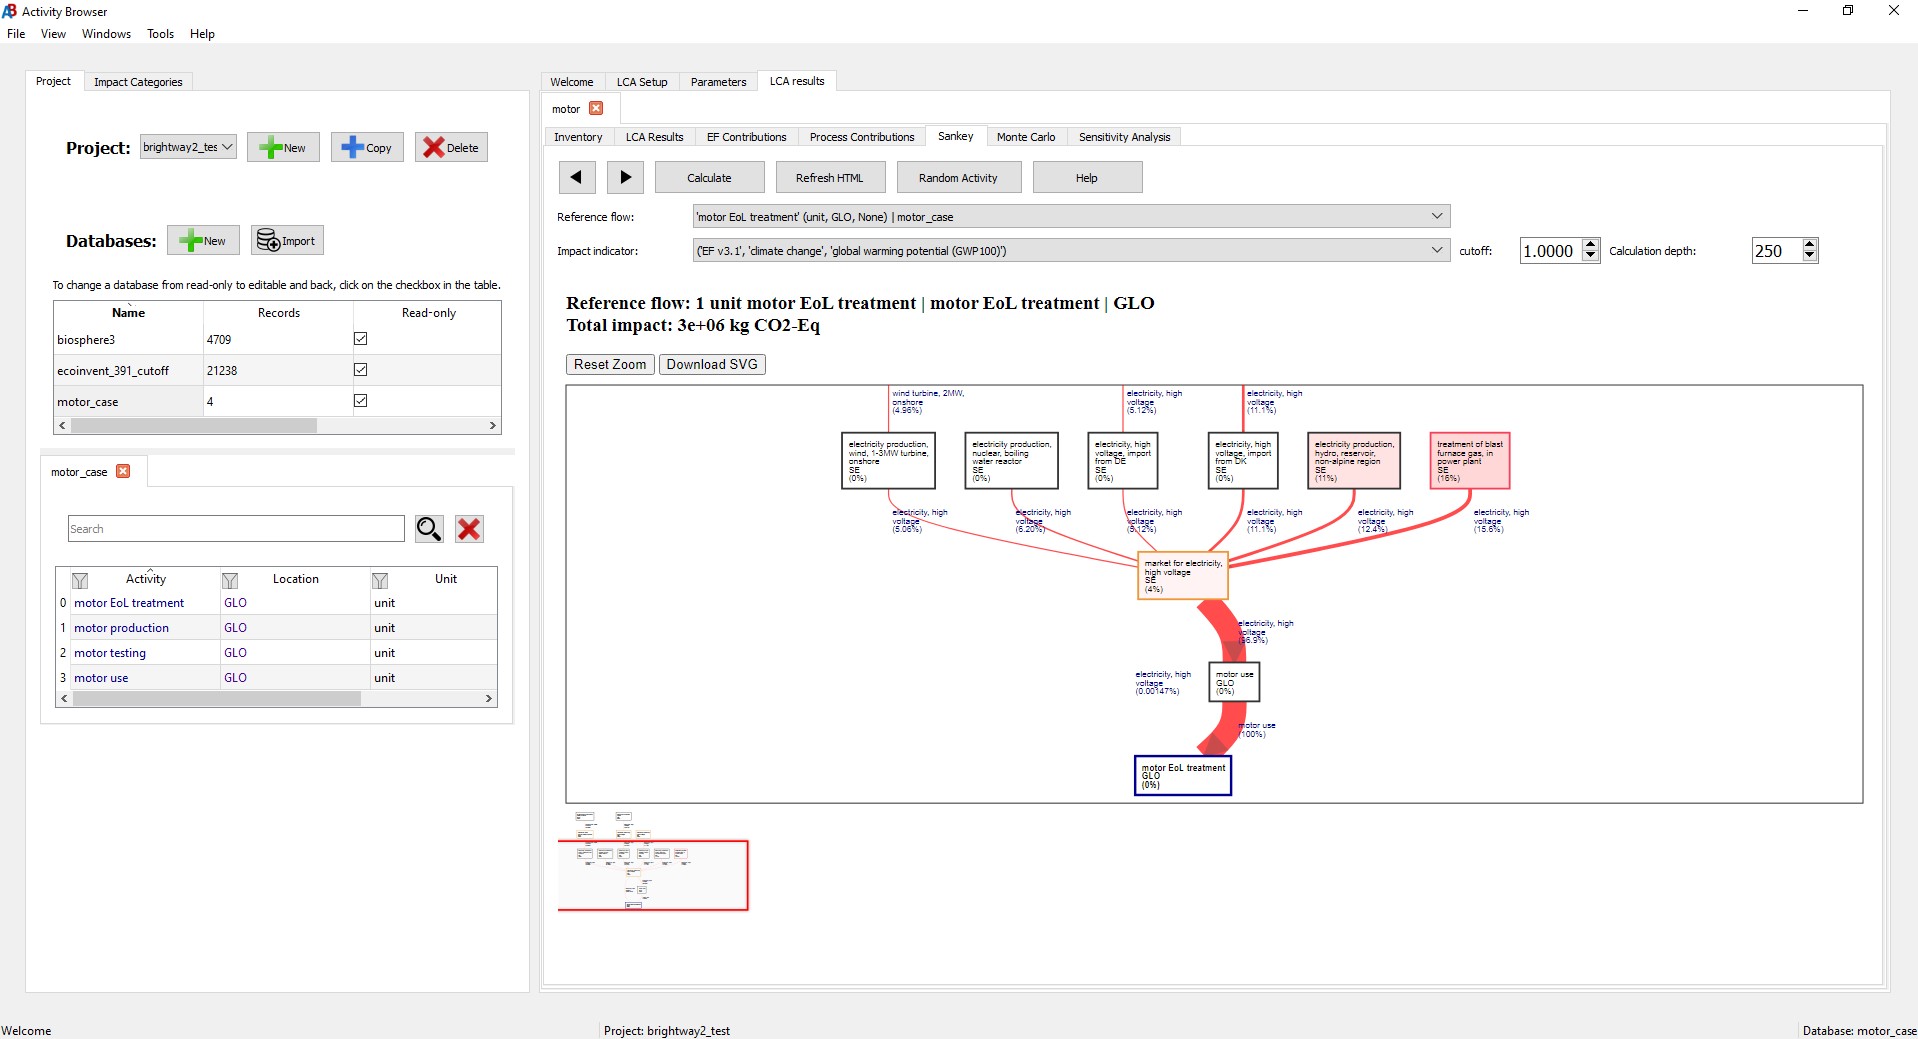 Activity Browser
File View Windows Tools Help
Project Impact Categories
Project: brightway2_tes New Copy Delete
Databases: New Import
To change a database from read-only to editable and back, click on the checkbox in the table.
Name Records Read-only
biosphere3 4709
ecoinvent_391_cutoff 21238
motor_case 4
motor_case
Search
Activity Location Unit
0 motor EoL treatment GLO unit
1 motor production GLO unit
2 motor testing GLO unit
3 motor use GLO unit
Welcome LCA Setup Parameters LCA results
motor
Inventory LCA Results EF Contributions Process Contributions Sankey Monte Carlo Sensitivity Analysis
Calculate Refresh HTML Random Activity Help
Reference flow: 'motor EoL treatment' (unit, GLO, None) | motor_case
Impact indicator: ('EF v3.1', 'climate change', 'global warming potential (GWP100)') cutoff: 1.0000 Calculation depth: 250
Reference flow: 1 unit motor EoL treatment | motor EoL treatment | GLO
Total impact: 3e+06 kg CO2-Eq
Reset Zoom Download SVG
wind turbine, 2MW,
onshore
(4.96%)
electricity, high
voltage
(5.12%)
electricity, high
voltage
(11.1%)
electricity production,
wind, 1-3MW turbine,
onshore
SE
(0%)
electricity production,
nuclear, boiling
water reactor
SE
(0%)
electricity, high
voltage, import
from DE
SE
(0%)
electricity, high
voltage, import
from DK
SE
(0%)
electricity production,
hydro, reservoir,
non-alpine region
SE
(11%)
treatment of blast
furnace gas, in
power plant
SE
(16%)
electricity, high
voltage
(5.06%)
electricity, high
voltage
(6.20%)
electricity, high
voltage
(5.12%)
electricity, high
voltage
(11.1%)
electricity, high
voltage
(12.4%)
electricity, high
voltage
(15.6%)
market for electricity,
high voltage
SE
(4%)
electricity, high
voltage
(96.9%)
electricity, high
voltage
(0.00147%)
motor use
GLO
(0%)
motor use
(100%)
motor EoL treatment
GLO
(0%)
Welcome Project: brightway2_test Database: motor_case